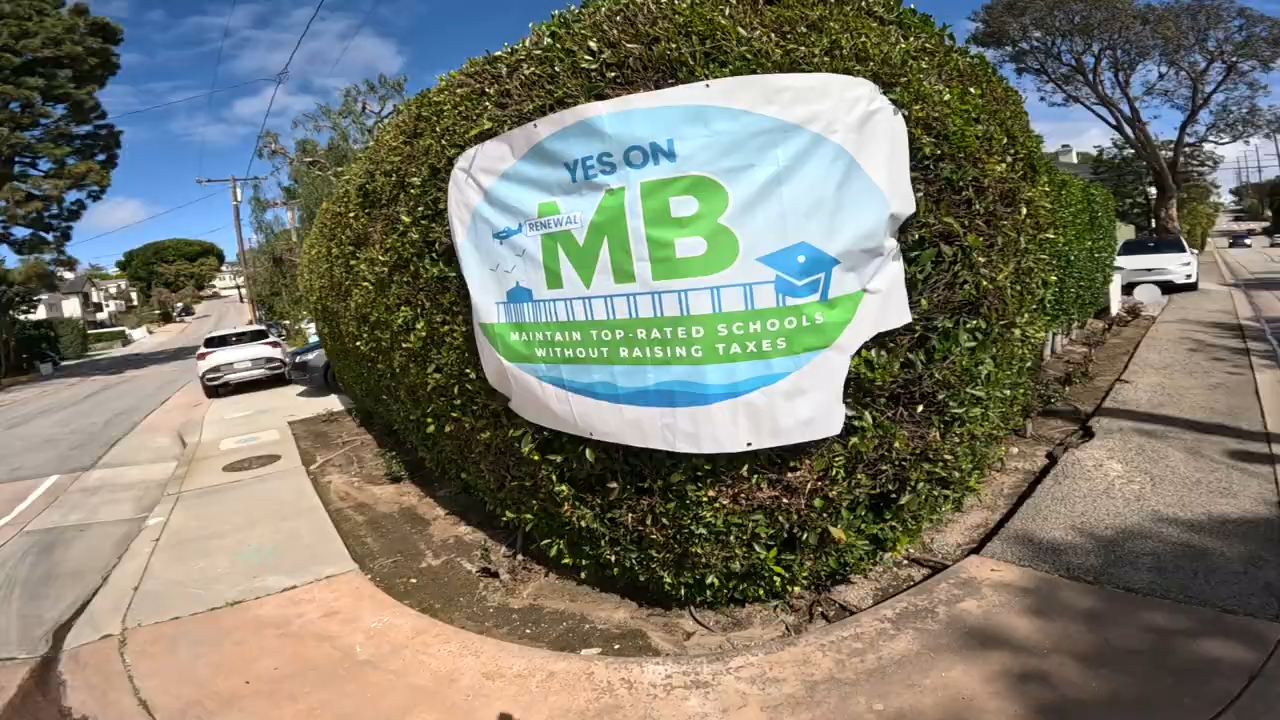 YES ON
RENEWAL
MB
MAINTAIN TOP-RATED SCHOOLS
WITHOUT RAISING TAXES